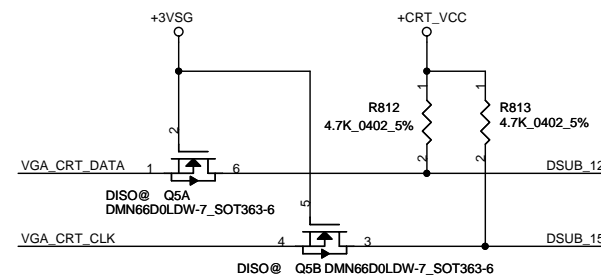 +3VSG
+CRT_VCC
1
1
R812
4.7K_0402_5%
R813
4.7K_0402_5%
2
2
2
VGA_CRT_DATA
1
6
DSUB_12
DISO@ Q5A
DMN66D0LDW-7_SOT363-6
5
VGA_CRT_CLK
4
3
DSUB_15
DISO@ Q5B DMN66D0LDW-7_SOT363-6